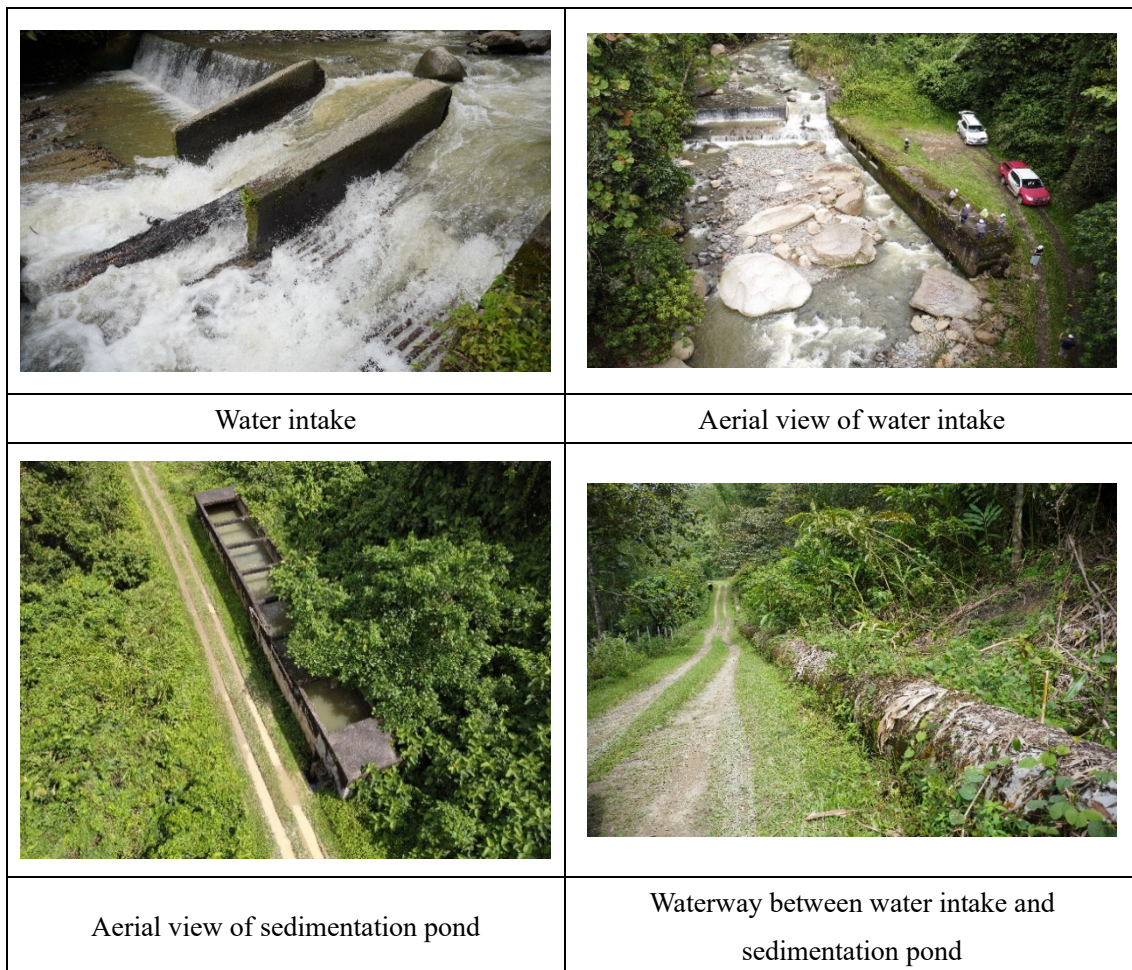 Water intake
Aerial view of water intake
Aerial view of sedimentation pond
Waterway between water intake and
sedimentation pond